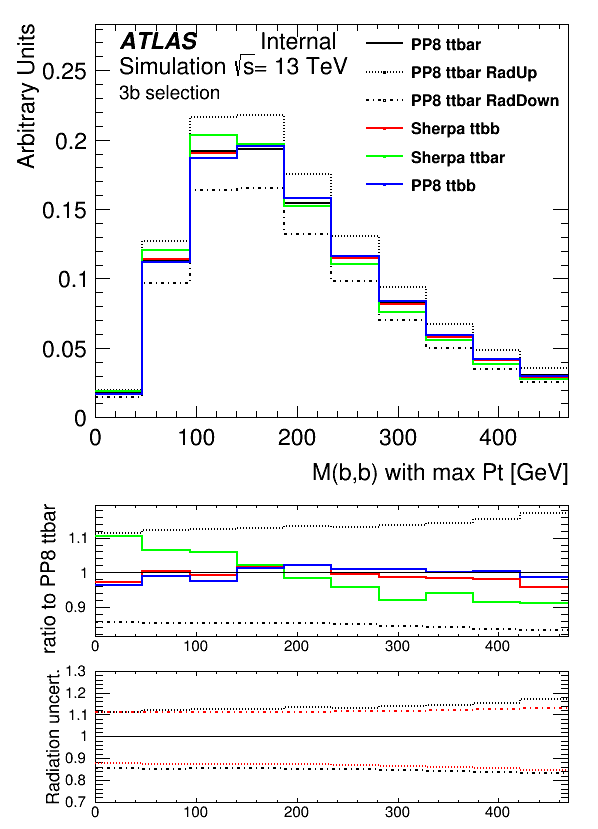 Arbitrary Units
ATLAS Internal
Simulation √s= 13 TeV
3b selection
PP8 ttbar
PP8 ttbar RadUp
PP8 ttbar RadDown
Sherpa ttbb
Sherpa ttbar
PP8 ttbb
0.25
0.2
0.15
0.1
0.05
0
0 100 200 300 400
M(b,b) with max Pt [GeV]
ratio to PP8 ttbar
1.1
1
0.9
0 100 200 300 400
Radiation uncert.
1.3
1.2
1.1
1
0.9
0.8
0.7
0 100 200 300 400